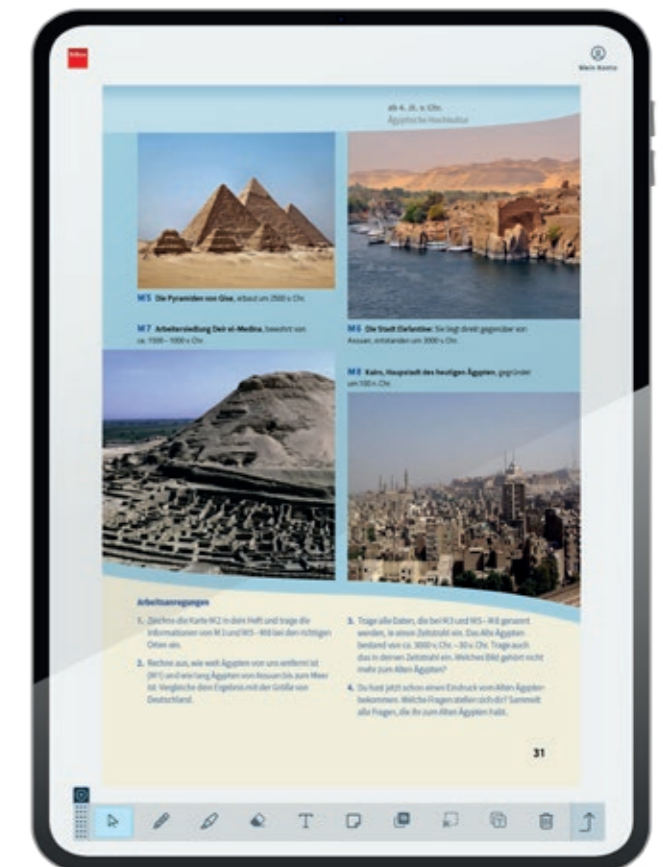 Mein Konto
ab 4. Jt. v. Chr.
Ägyptische Hochkultur
M5 Die Pyramiden von Gise, erbaut um 2500 v. Chr.
M7 Arbeitersiedlung Deir el-Medina, bewohnt von
ca. 1500 – 1000 v. Chr.
M6 Die Stadt Elefantine: Sie liegt direkt gegenüber von
Assuan, entstanden um 3000 v. Chr.
M8 Kairo, Hauptstadt des heutigen Ägypten, gegründet
um 100 n. Chr.
Arbeitsanregungen
1. Zeichne die Karte M2 in dein Heft und trage die
Informationen von M3 und M5 – M8 bei den richtigen
Orten ein.
2. Rechne aus, wie weit Ägypten von uns entfernt ist
(M1) und wie lang Ägypten von Assuan bis zum Meer
ist. Vergleiche dein Ergebnis mit der Größe von
Deutschland.
3. Trage alle Daten, die bei M3 und M5 – M8 genannt
werden, in einen Zeitstrahl ein. Das Alte Ägypten
bestand von ca. 3000 v. Chr. – 30 v. Chr. Trage auch
das in deinen Zeitstrahl ein. Welches Bild gehört nicht
mehr zum Alten Ägypten?
4. Du hast jetzt schon einen Eindruck vom Alten Ägypten
bekommen. Welche Fragen stellen sich dir? Sammelt
alle Fragen, die ihr zum Alten Ägypten habt.
31
T